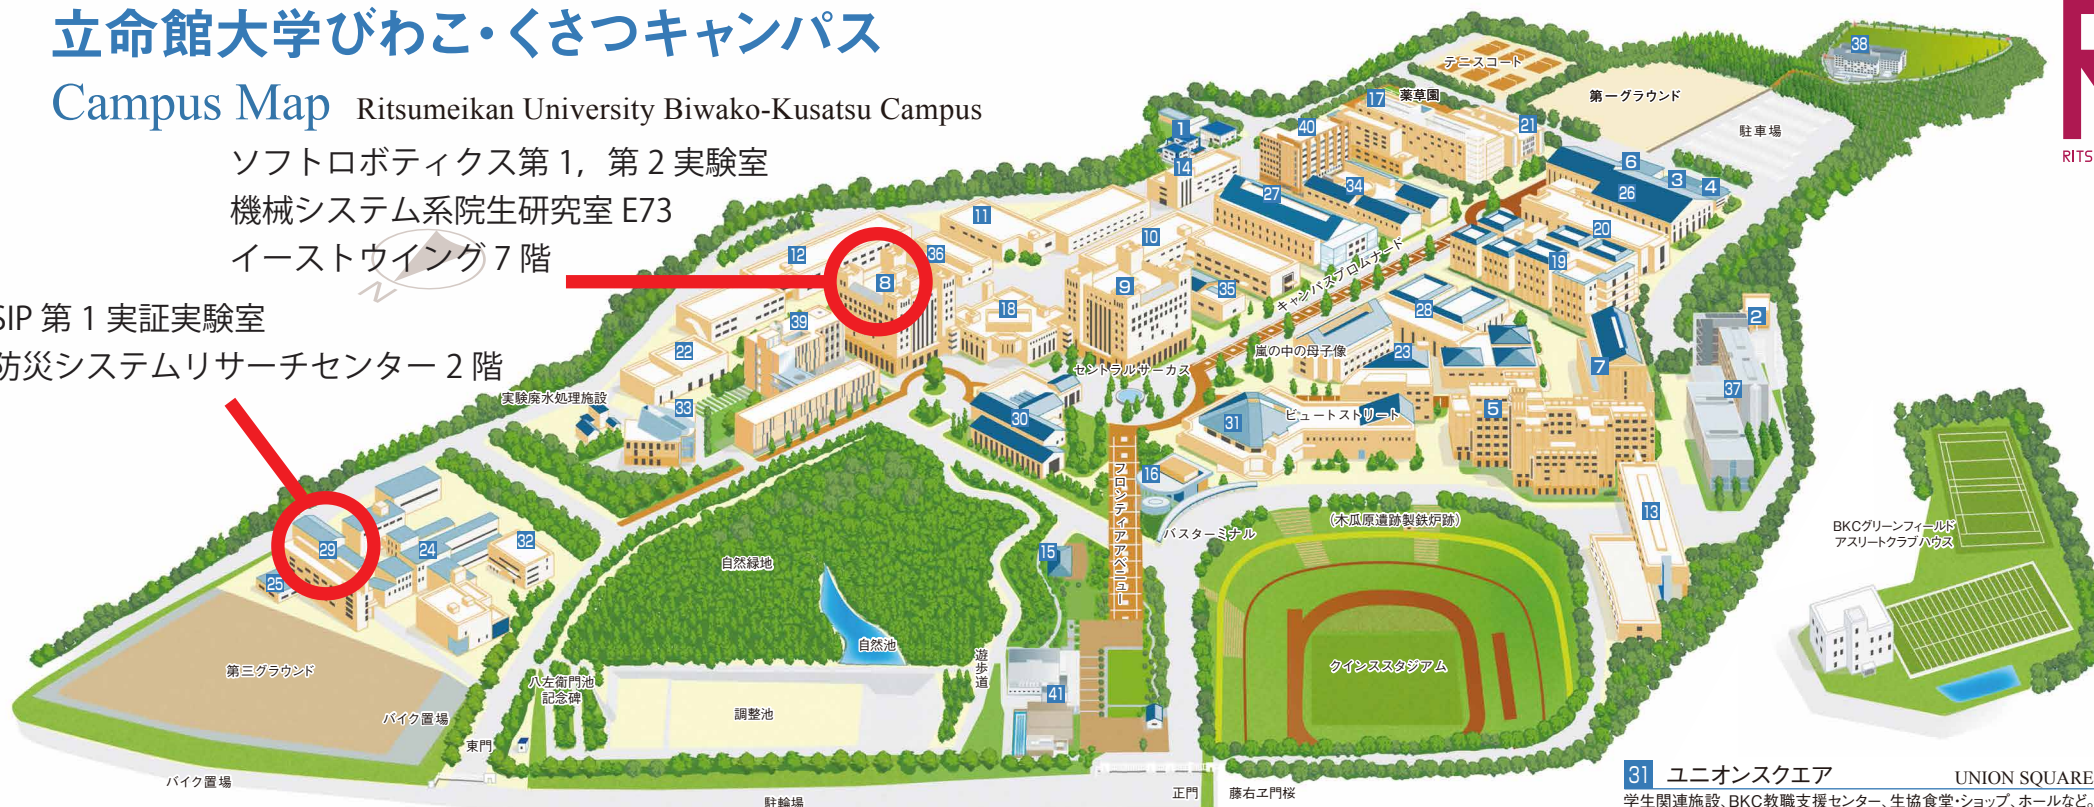 立命館大学びわこ・くさつキャンパス
Campus Map Ritsumeikan University Biwako-Kusatsu Campus
ソフトロボティクス第 1，第 2 実験室
機械システム系院生研究室 E73
イーストウイング 7 階
SIP 第 1 実証実験室
防災システムリサーチセンター 2 階
N
R
RITS
38
テニスコート
第一グラウンド
駐車場
17
薬草園
21
40
1
14
6
3
4
26
34
27
20
19
11
10
12
36
8
9
35
18
キャンパスプロムナード
28
2
39
22
嵐の中の母子像
23
7
37
セントラルサーカス
実験廃水処理施設
33
30
31
ビュートストリート
5
16
フロンティアアベニュー
バスターミナル
(木瓜原遺跡製鉄炉跡)
13
BKCグリーンフィールド
アスリートクラブハウス
29
24
32
25
15
自然緑地
自然池
遊歩道
クインススタジアム
第三グラウンド
八左衛門池
記念碑
41
調整池
バイク置場
東門
バイク置場
駐輪場
正門
藤右ヱ門桜
31 ユニオンスクエア UNION SQUARE
学生関連施設、BKC教職支援センター、生協食堂・ショップ、ホールなど。